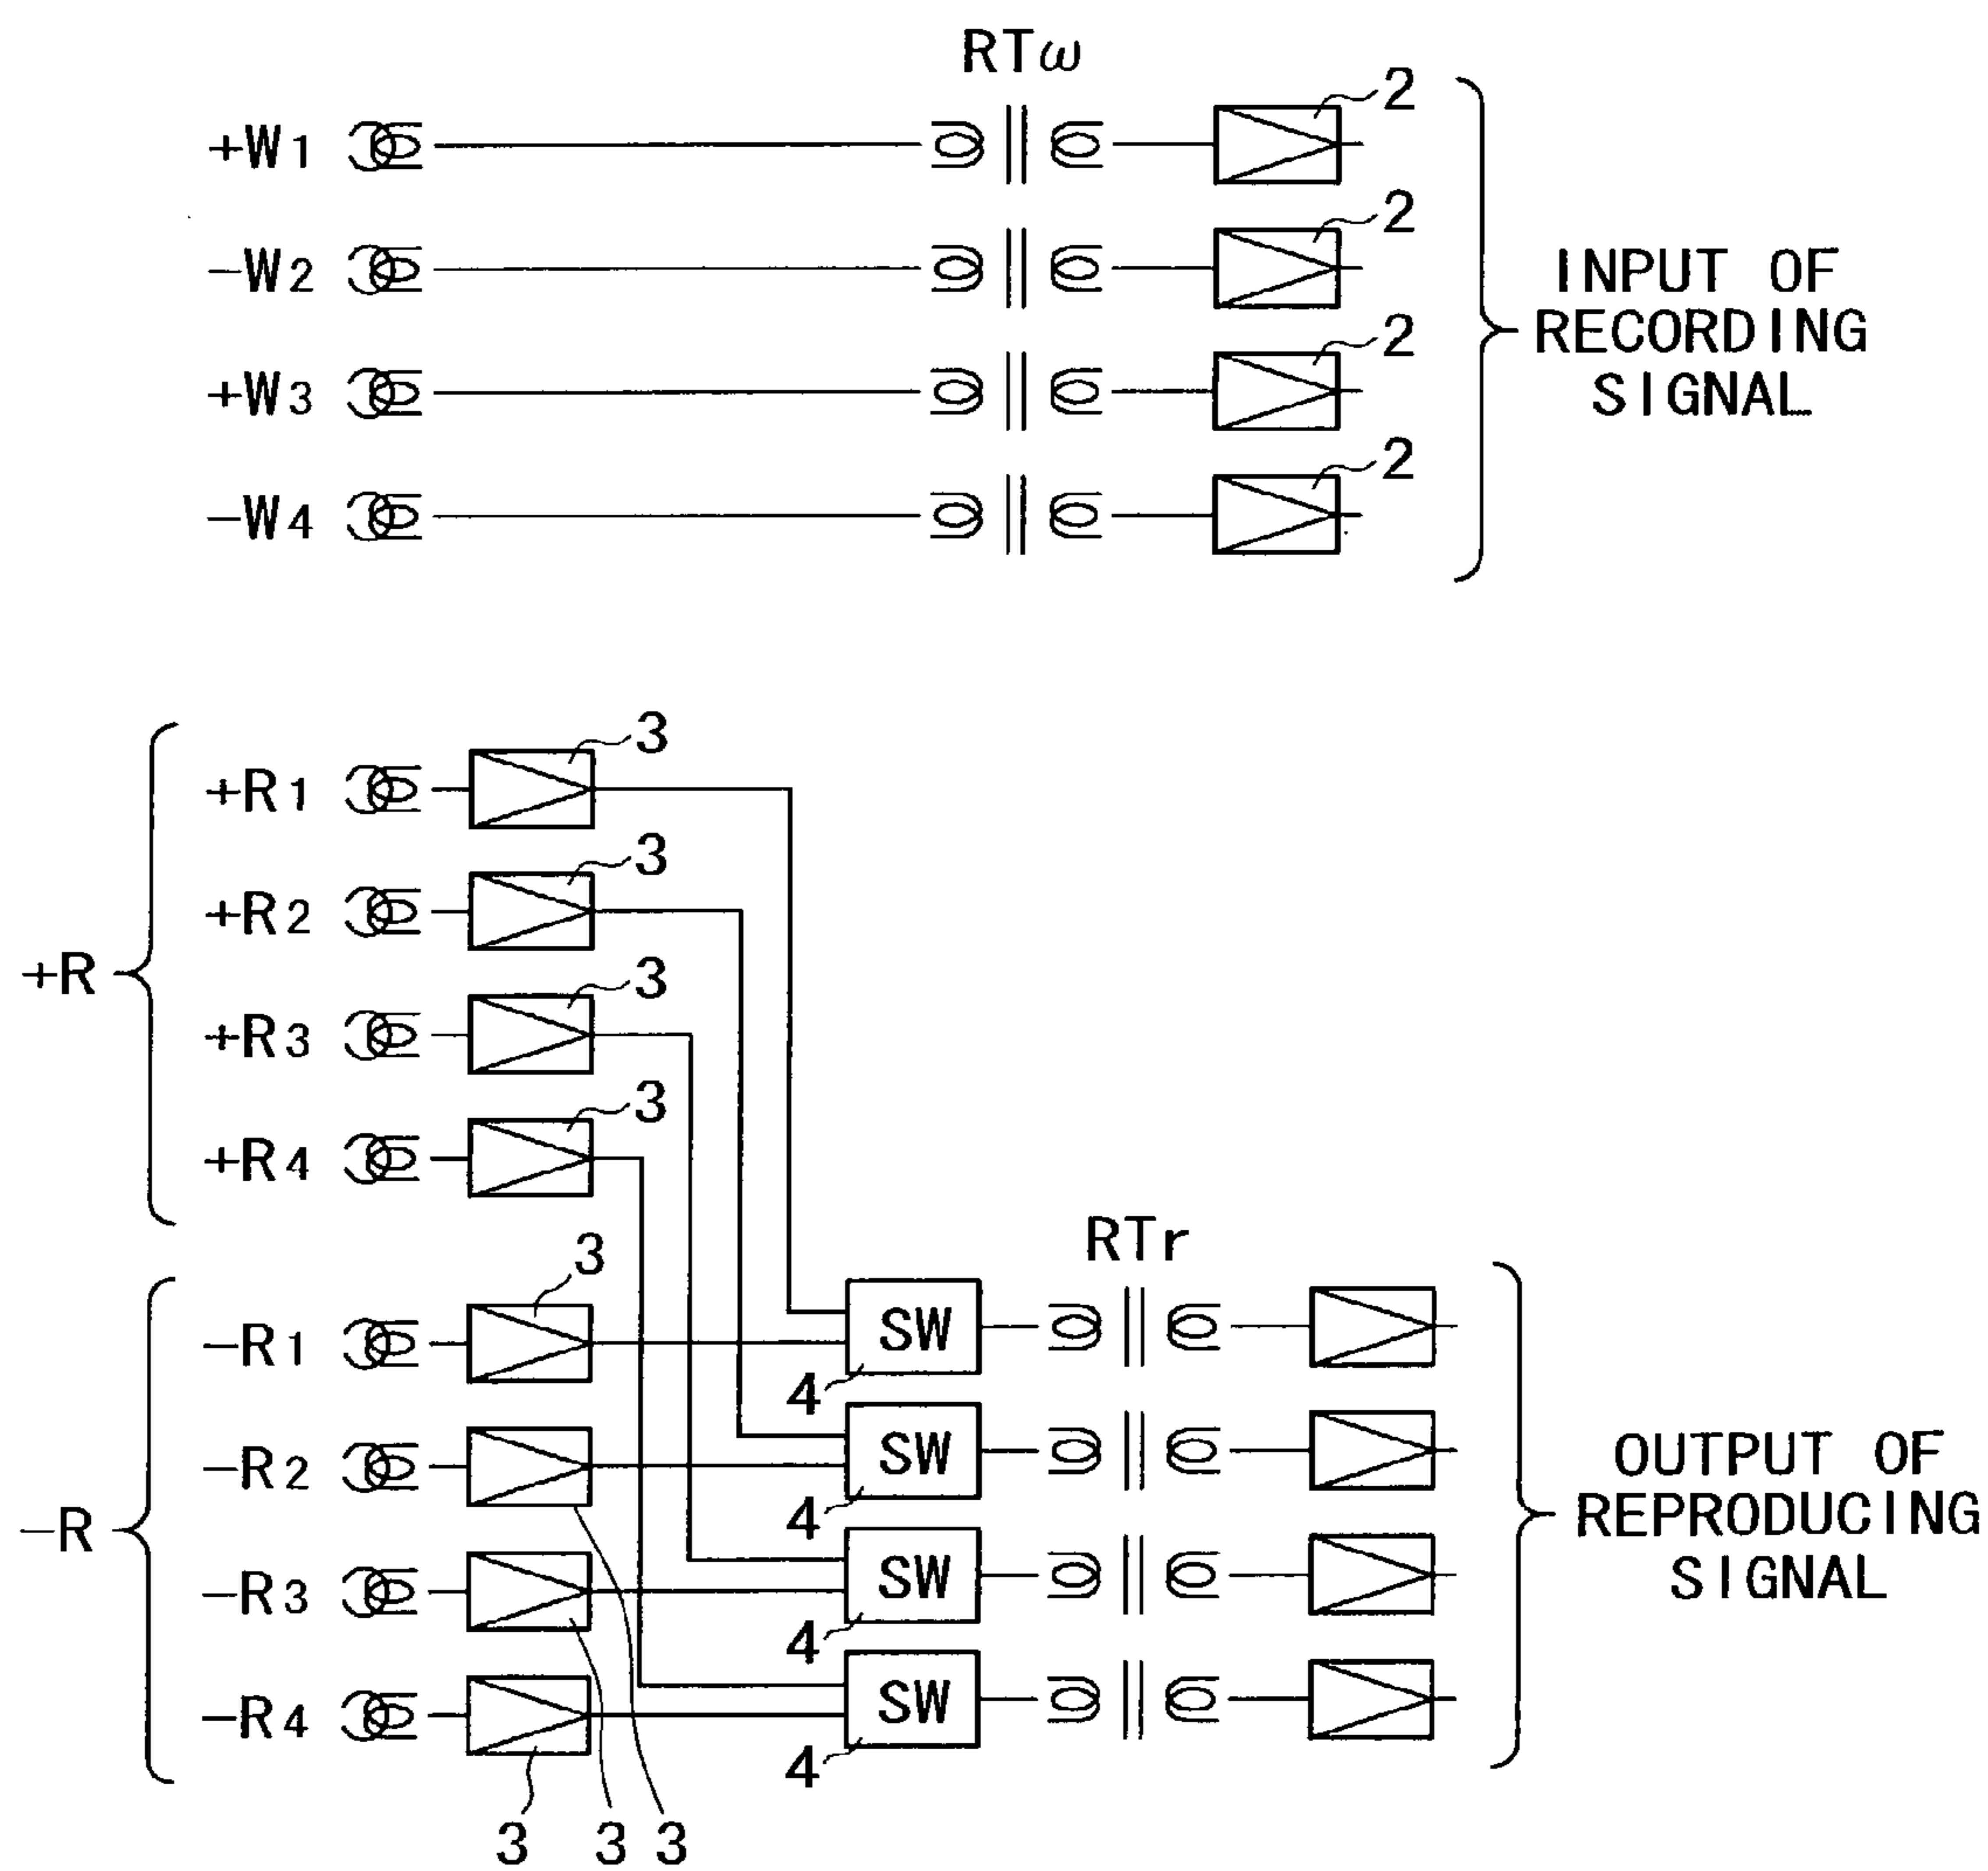 RTω
+W1
2
-W2
2
+W3
2
-W4
2
INPUT OF
RECORDING
SIGNAL
+R
+R1
3
+R2
3
+R3
3
+R4
3
-R
-R1
3
-R2
-R3
-R4
3
3
3
RTr
SW
4
SW
4
SW
4
SW
4
OUTPUT OF
REPRODUCING
SIGNAL